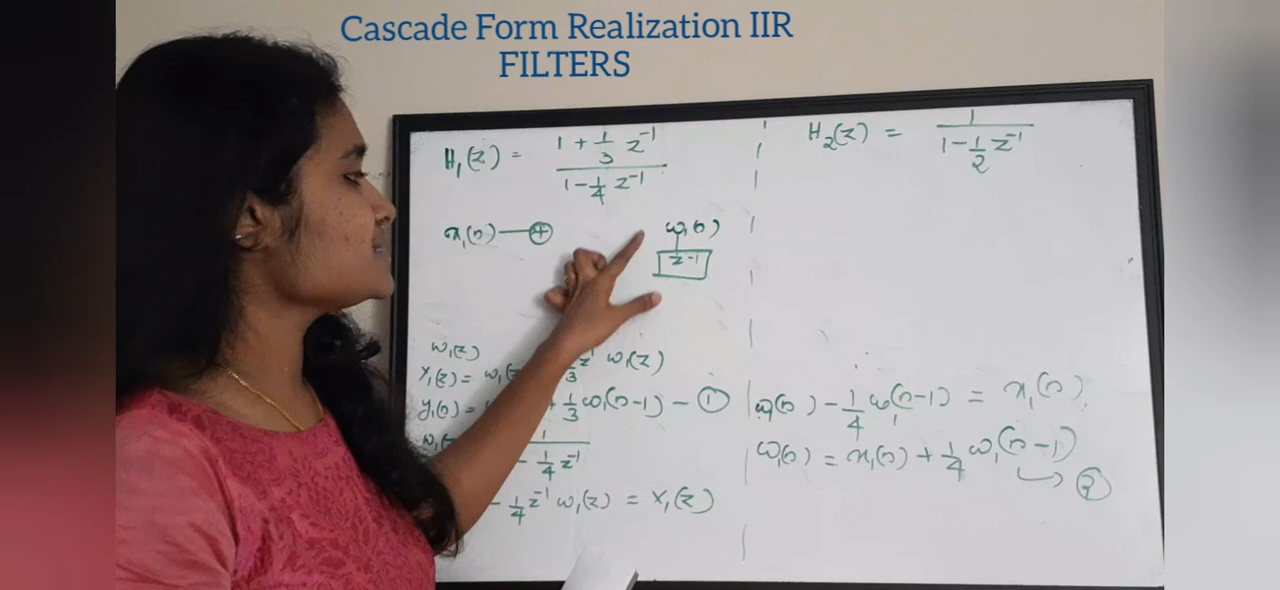 Cascade Form Realization IIR
FILTERS
H₁(z) = 1 + 1/3 z⁻¹ / 1 - 1/4 z⁻¹
H₂(z) = 1 / 1 - 1/2 z⁻¹
x₁(n) + w₁(n)
z⁻¹
w₁(z)
Y₁(z) = w₁( z⁻¹ w₁(z)
y₁(n) = + 1/3 w₁(n-1) - ①
1
- 1/4 z⁻¹
- 1/4 z⁻¹ w₁(z) = X₁(z)
w₁(n) - 1/4 w₁(n-1) = x₁(n)
w₁(n) = x₁(n) + 1/4 w₁(n-1)
→ ②